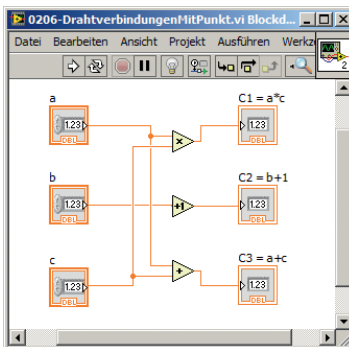 0206-DrahtverbindungenMitPunkt.vi Blockd...
Datei Bearbeiten Ansicht Projekt Ausführen Werkz
2
a C1 = a*c
1.23 × 1.23
DBL DBL
b C2 = b+1
1.23 +1 1.23
DBL DBL
c C3 = a+c
1.23 + 1.23
DBL DBL